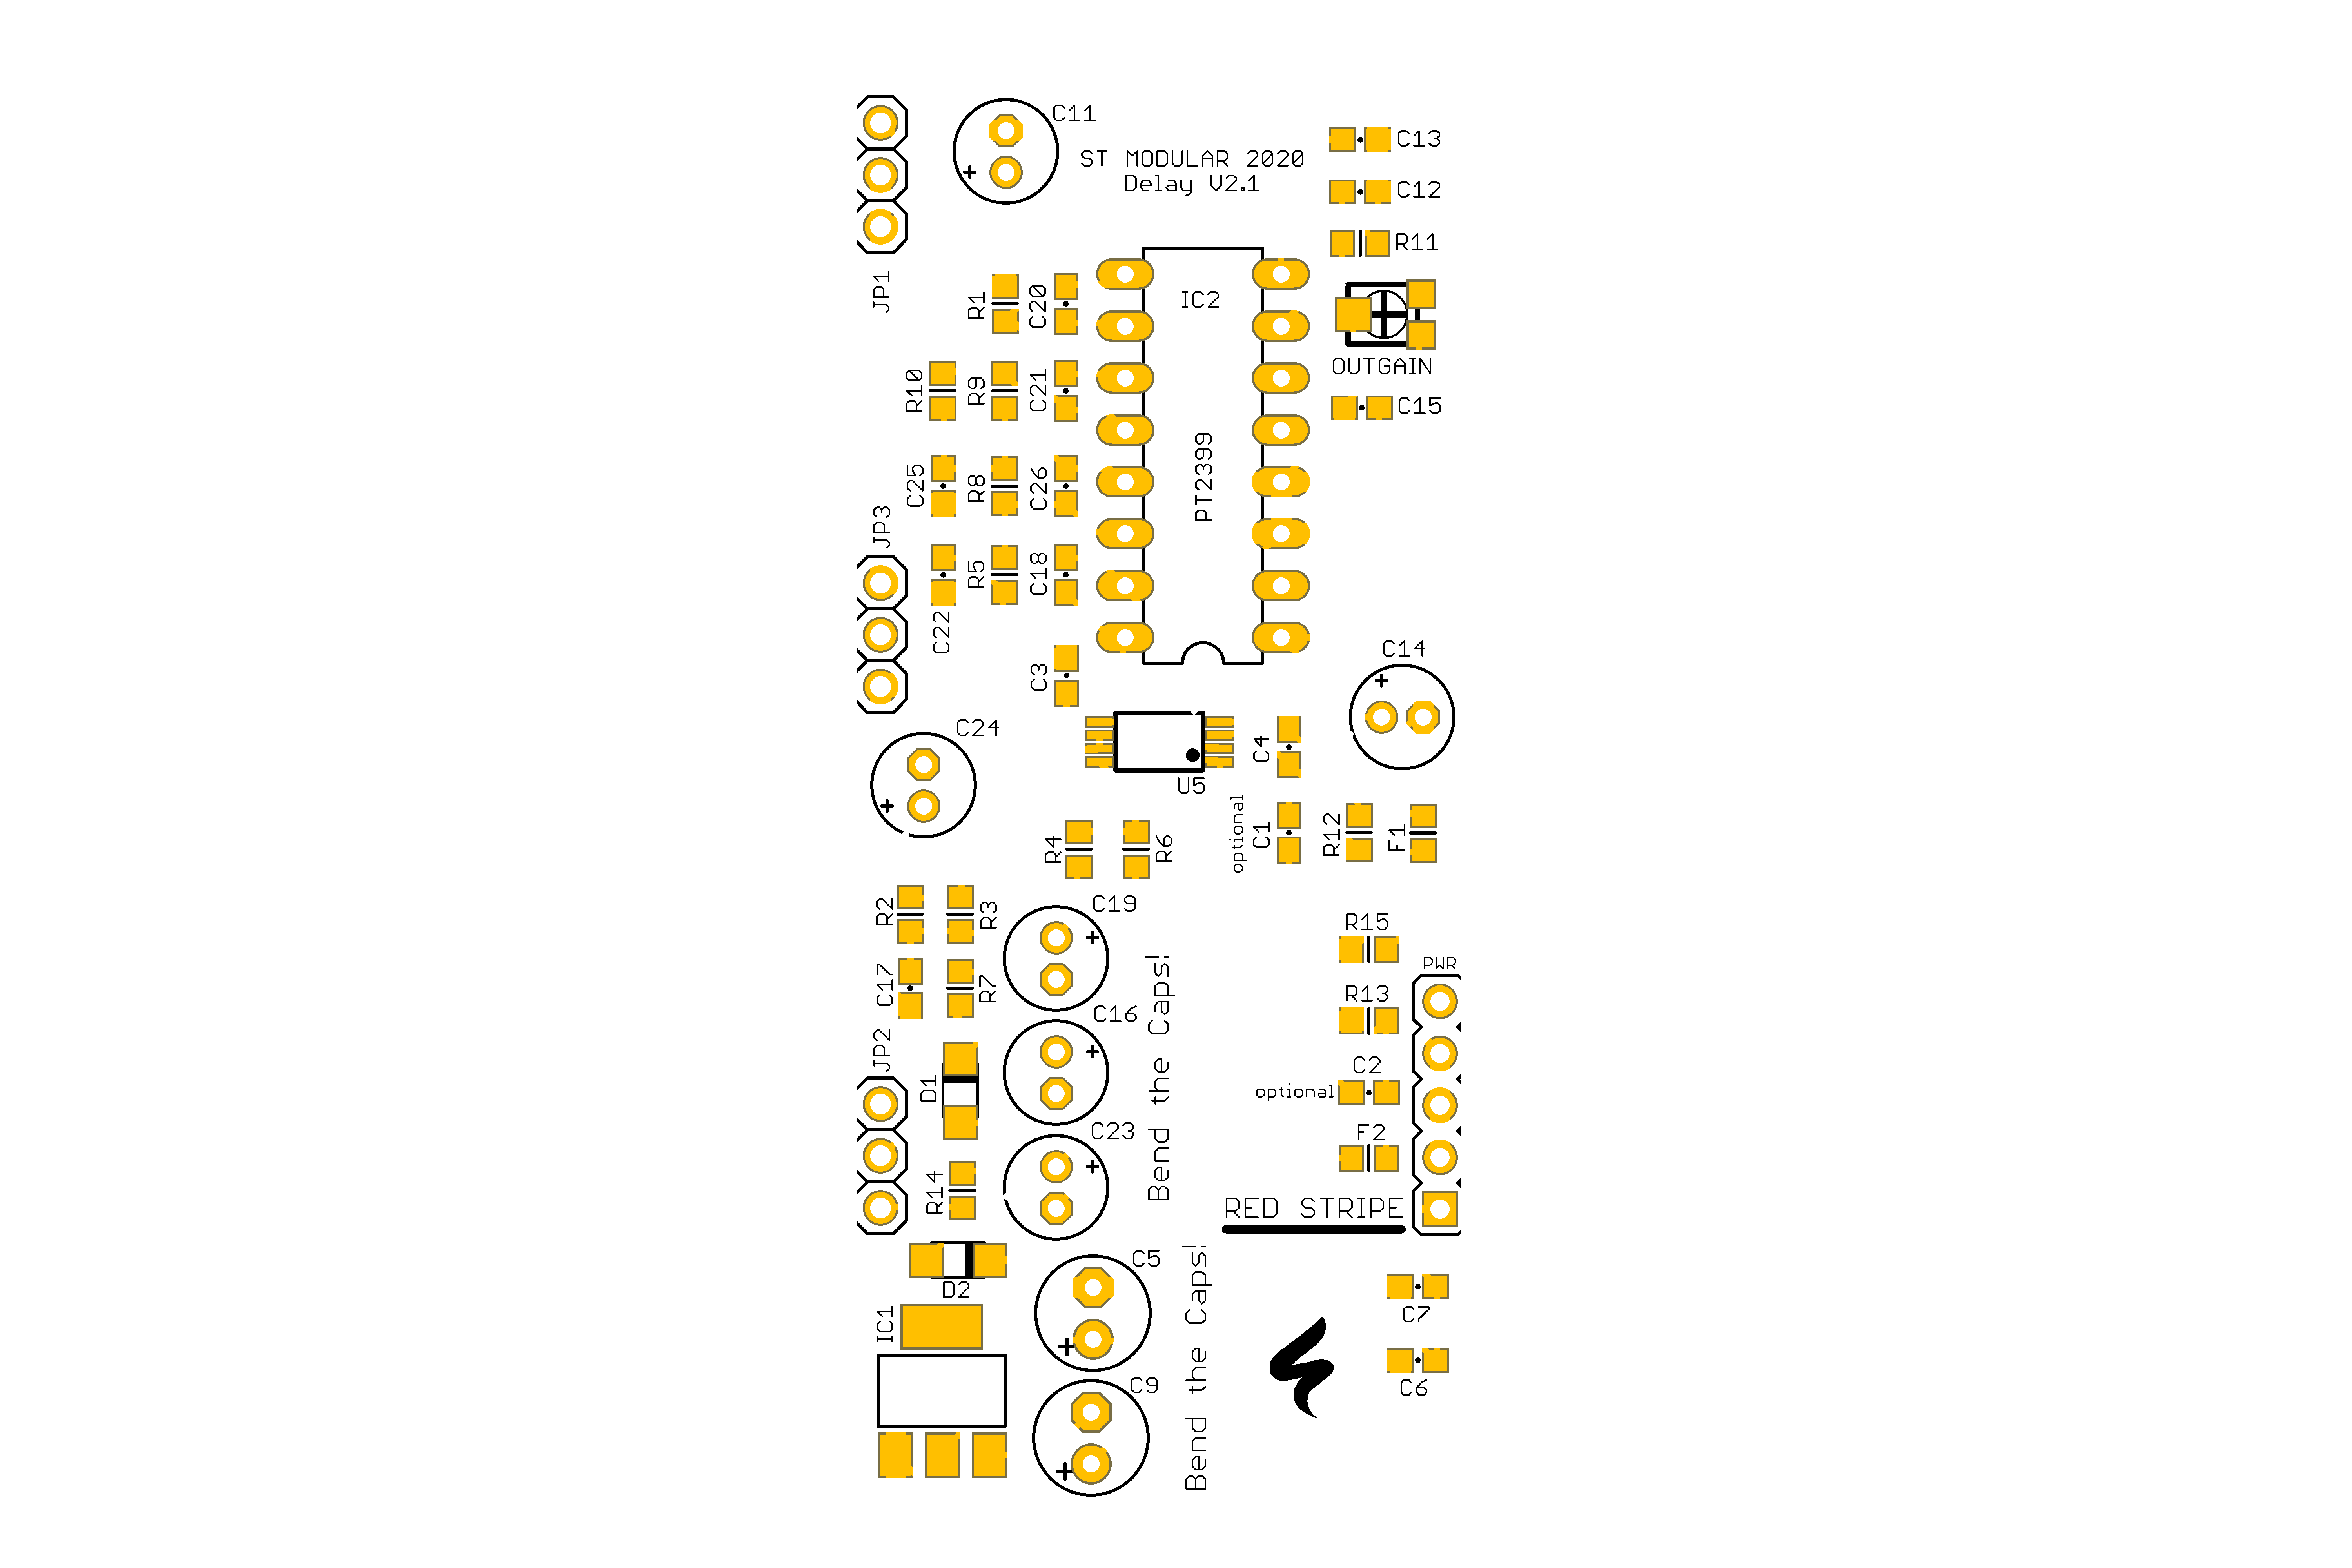 C11
ST MODULAR 2020
Delay V2.1
C13
C12
R11
JP1
R1
C20
IC2
OUTGAIN
R10
R9
C21
C15
PT2399
C25
R8
C26
JP3
R5
C18
C22
C3
C14
C24
U5
C4
optional
C1
R12
F1
R4
R6
R2
R3
C19
R15
PWR
C17
R7
C16
R13
Bend the Caps!
JP2
D1
C2
optional
C23
F2
R14
RED STRIPE
D2
C5
IC1
Bend the Caps!
C7
C9
C6